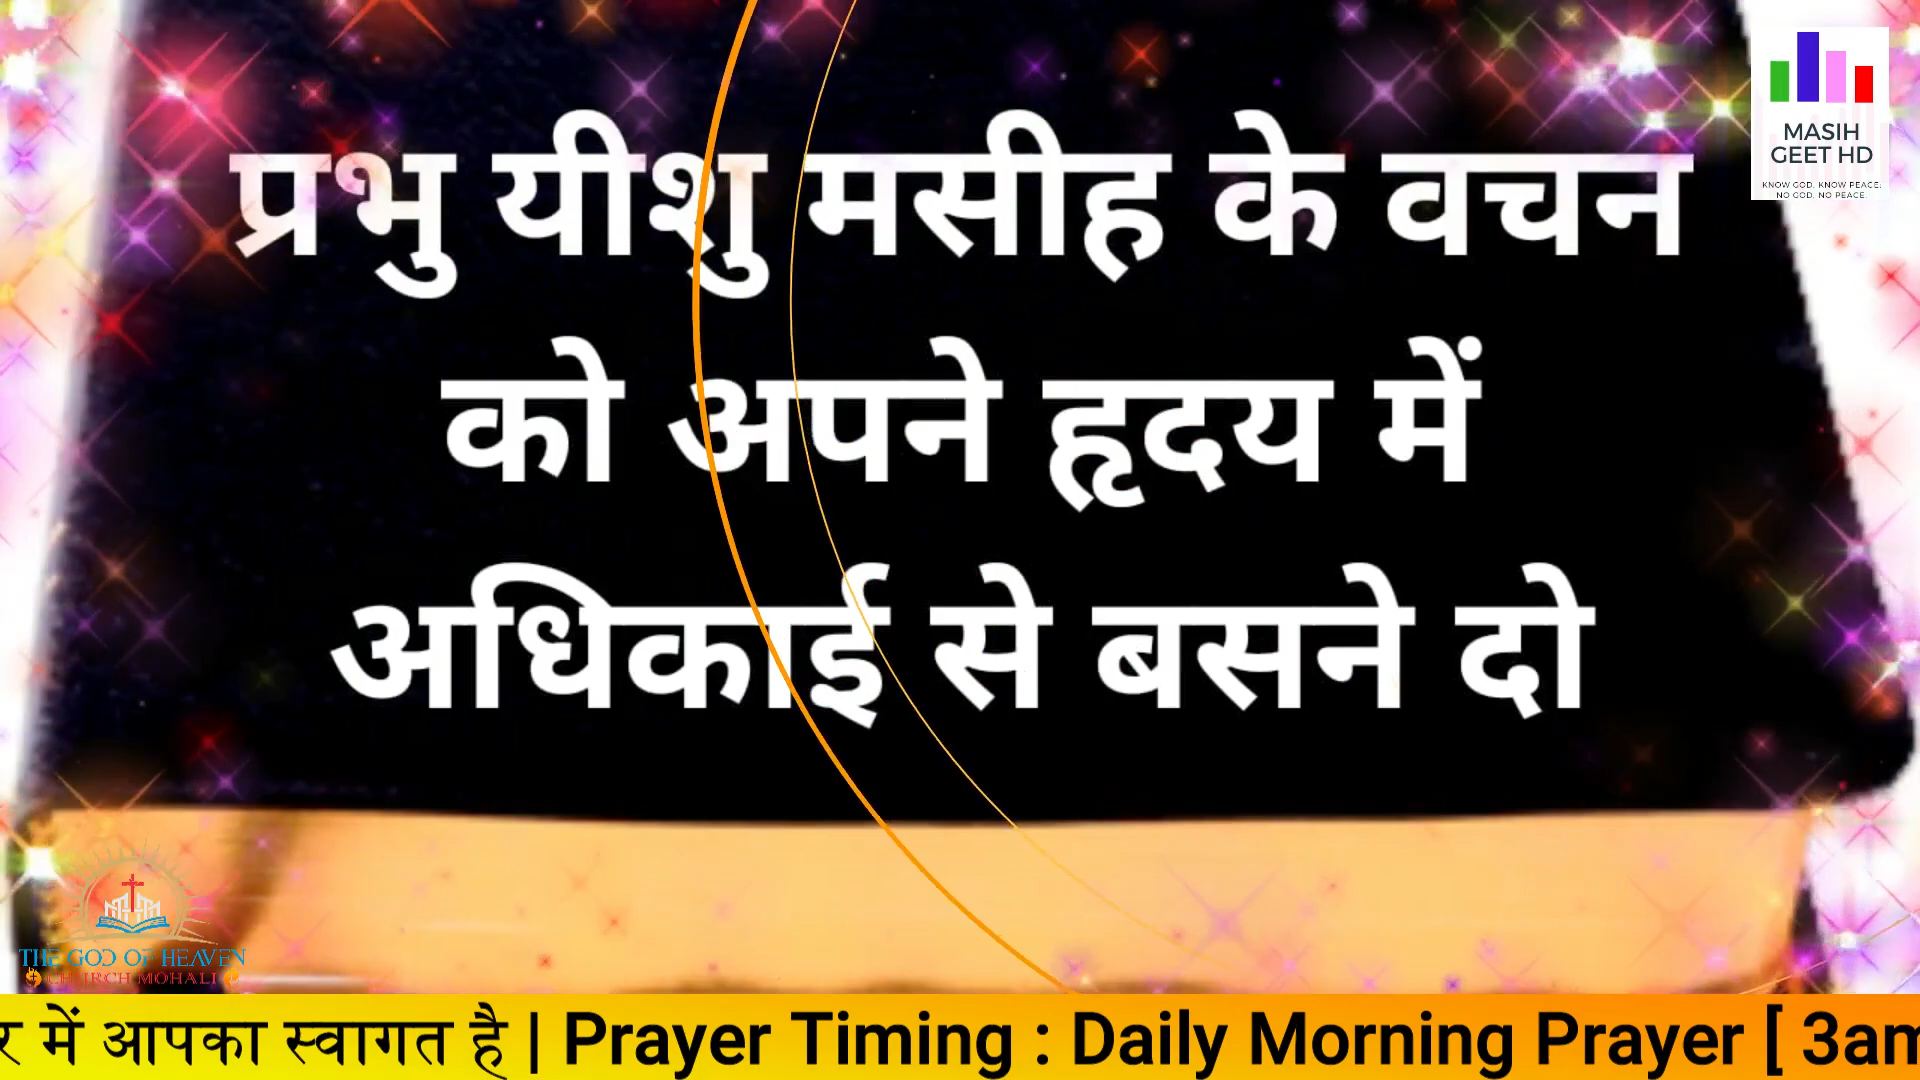 प्रभु यीशु मसीह के वचन
को अपने हृदय में
अधिकाई से बसने दो
MASIH
GEET HD
KNOW GOD, KNOW PEACE.
NO GOD, NO PEACE.
THE GOD OF HEAVEN
CHURCH MOHALI
र में आपका स्वागत है | Prayer Timing : Daily Morning Prayer [ 3am